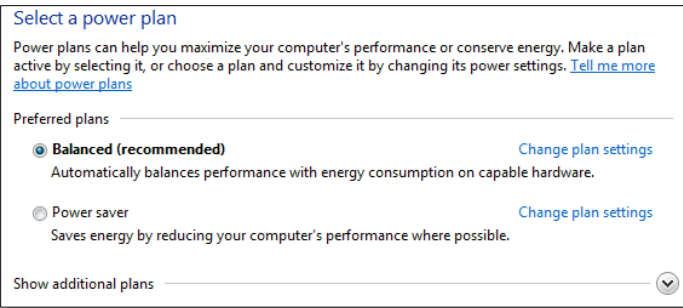 Select a power plan
Power plans can help you maximize your computer's performance or conserve energy. Make a plan
active by selecting it, or choose a plan and customize it by changing its power settings. Tell me more
about power plans
Preferred plans
Balanced (recommended) Change plan settings
Automatically balances performance with energy consumption on capable hardware.
Power saver Change plan settings
Saves energy by reducing your computer's performance where possible.
Show additional plans